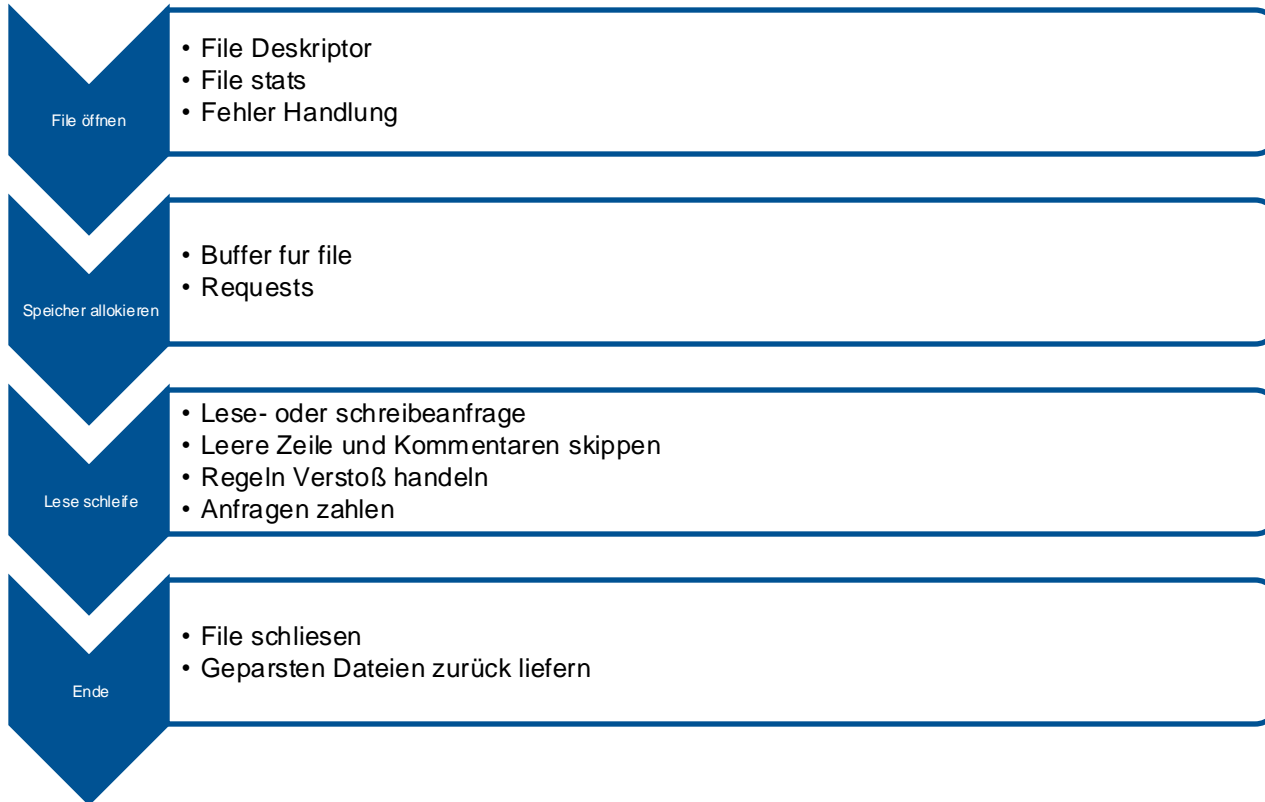 File öffnen
• File Deskriptor
• File stats
• Fehler Handlung
Speicher allokieren
• Buffer fur file
• Requests
Lese schleife
• Lese- oder schreibeanfrage
• Leere Zeile und Kommentaren skippen
• Regeln Verstoß handeln
• Anfragen zahlen
Ende
• File schliesen
• Geparsten Dateien zurück liefern